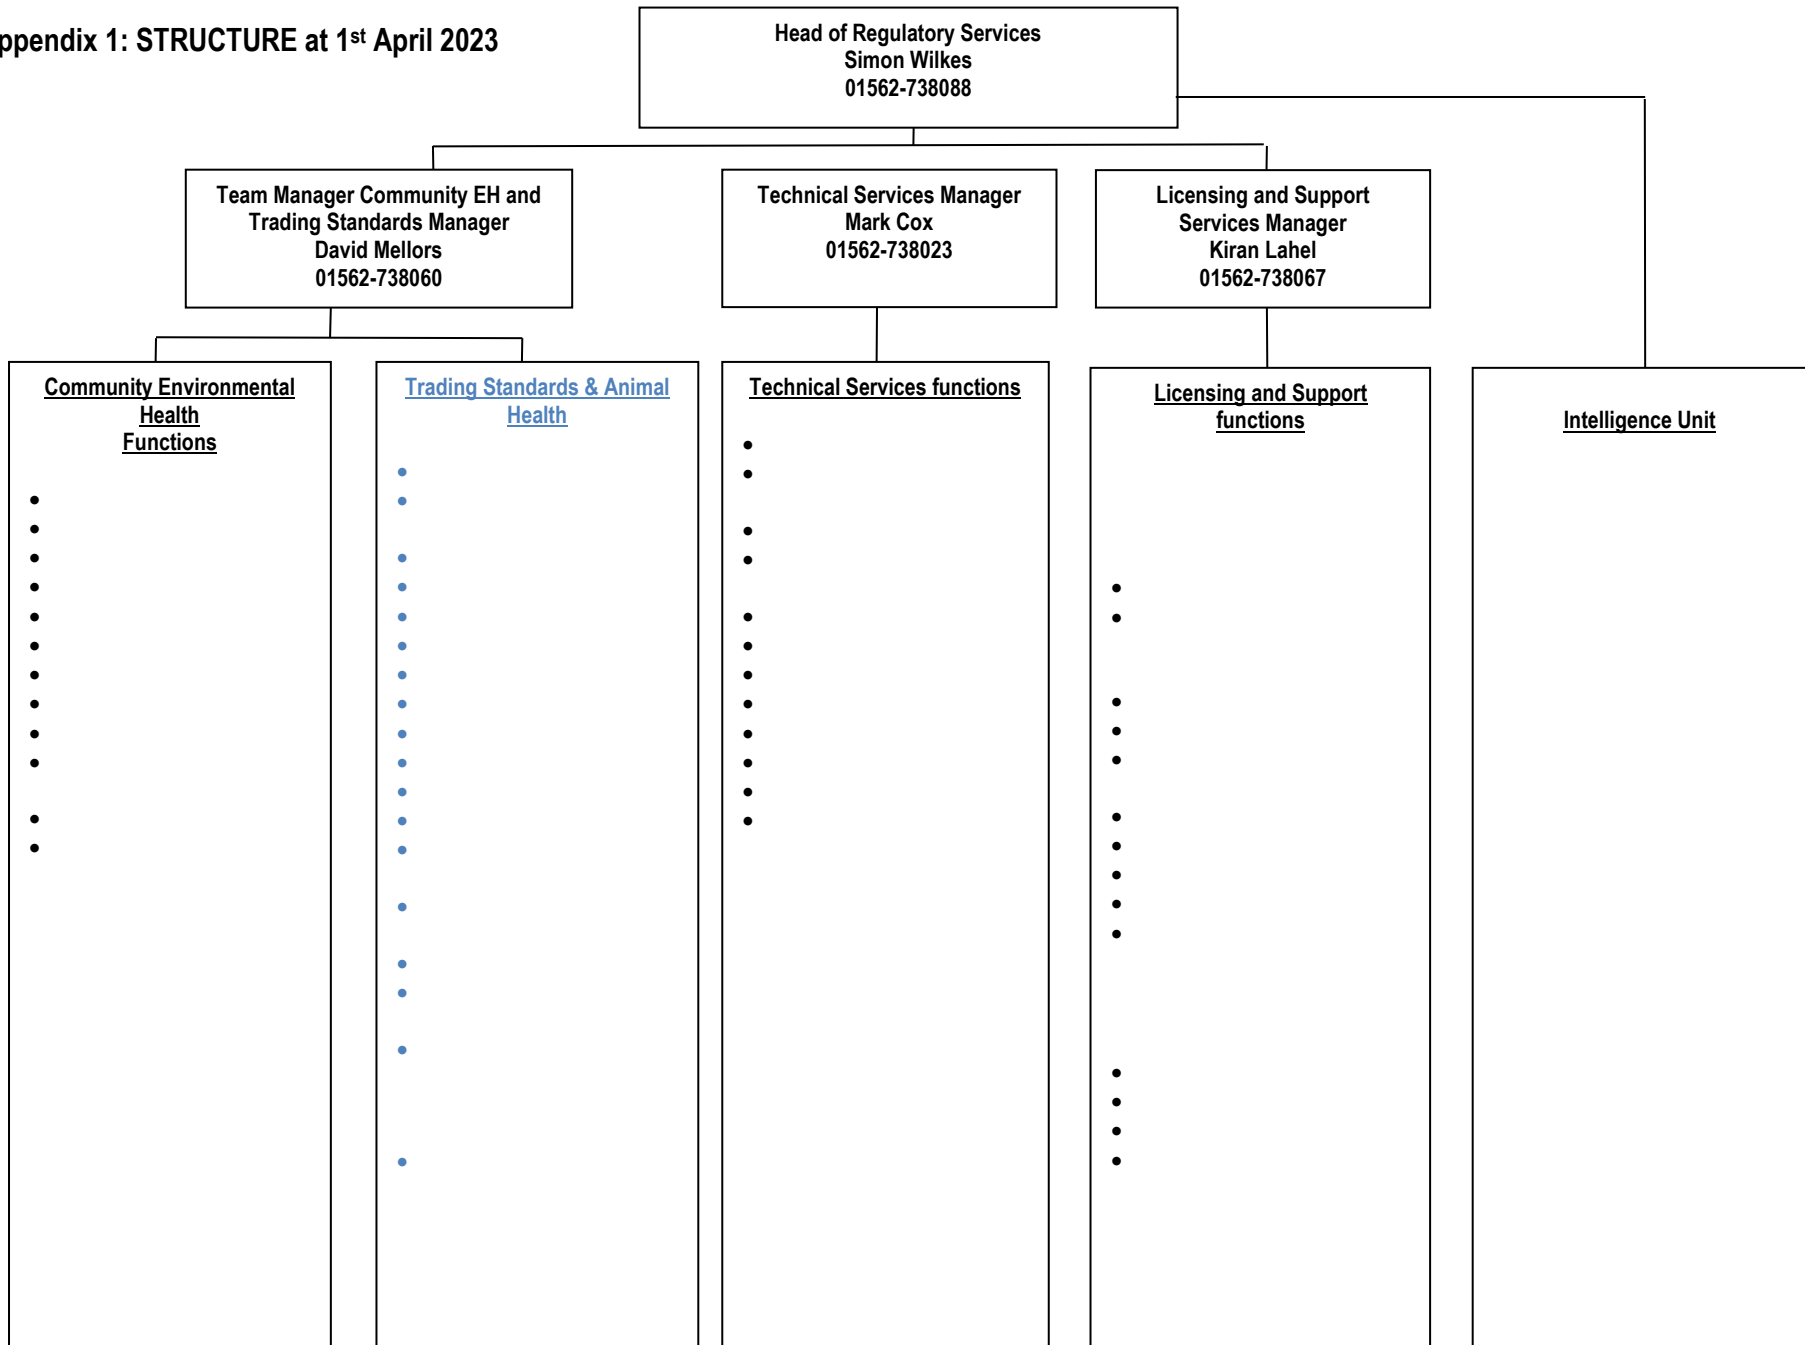 ppendix 1: STRUCTURE at 1st April 2023
Head of Regulatory Services
Simon Wilkes
01562-738088
Team Manager Community EH and
Trading Standards Manager
David Mellors
01562-738060
Technical Services Manager
Mark Cox
01562-738023
Licensing and Support
Services Manager
Kiran Lahel
01562-738067
Community Environmental
Health
Functions
Trading Standards & Animal
Health
Technical Services functions
Licensing and Support
functions
Intelligence Unit